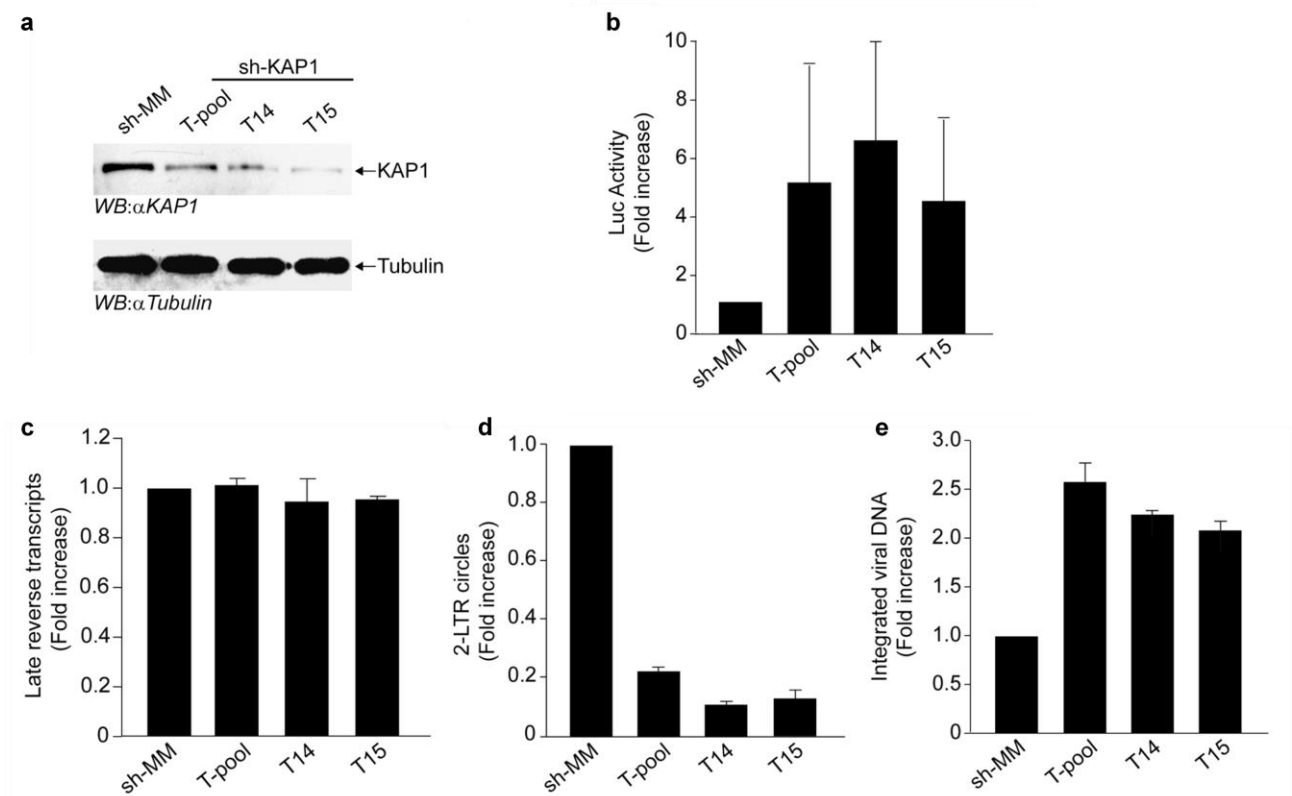 a
sh-KAP1
sh-MM
T-pool
T14
T15
KAP1
WB:αKAP1
Tubulin
WB:αTubulin
b
Luc Activity
(Fold increase)
10
8
6
4
2
0
sh-MM
T-pool
T14
T15
c
Late reverse transcripts
(Fold increase)
1.2
1.0
0.8
0.6
0.4
0.2
0
sh-MM
T-pool
T14
T15
d
2-LTR circles
(Fold increase)
1.0
0.8
0.6
0.4
0.2
0
sh-MM
T-pool
T14
T15
e
Integrated viral DNA
(Fold increase)
3.0
2.5
2.0
1.5
1.0
0.5
0
sh-MM
T-pool
T14
T15